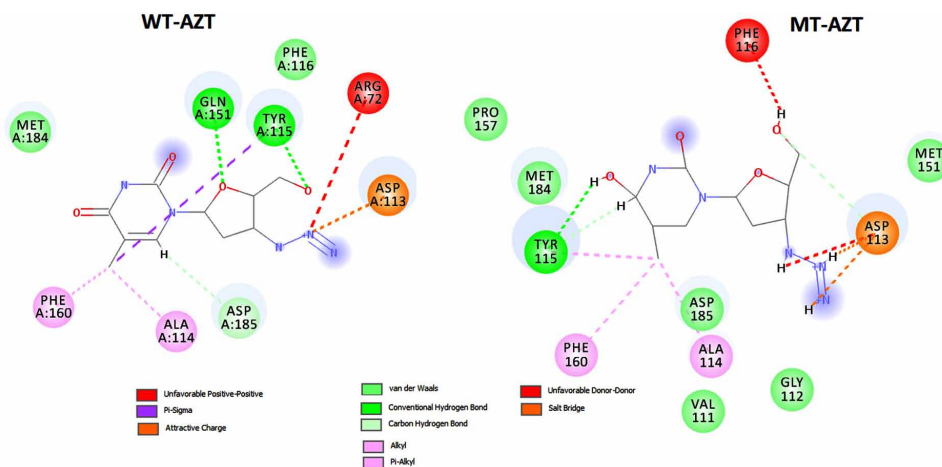 WT-AZT
MT-AZT
PHE
A:116
ARG
A;72
GLN
A:151
TYR
A:115
MET
A:184
ASP
A:113
O
O
HN
N
O
O
N
N
N
H
PHE
A:160
ALA
A:114
ASP
A:185
PHE
116
H
O
PRO
157
MET
151
MET
184
O
H
O
HN
N
O
H
TYR
115
ASP
113
N
H
N
H
N
H
ASP
185
PHE
160
ALA
114
GLY
112
VAL
111
Unfavorable Positive-Positive
Pi-Sigma
Attractive Charge
van der Waals
Conventional Hydrogen Bond
Carbon Hydrogen Bond
Alkyl
Pi-Alkyl
Unfavorable Donor-Donor
Salt Bridge